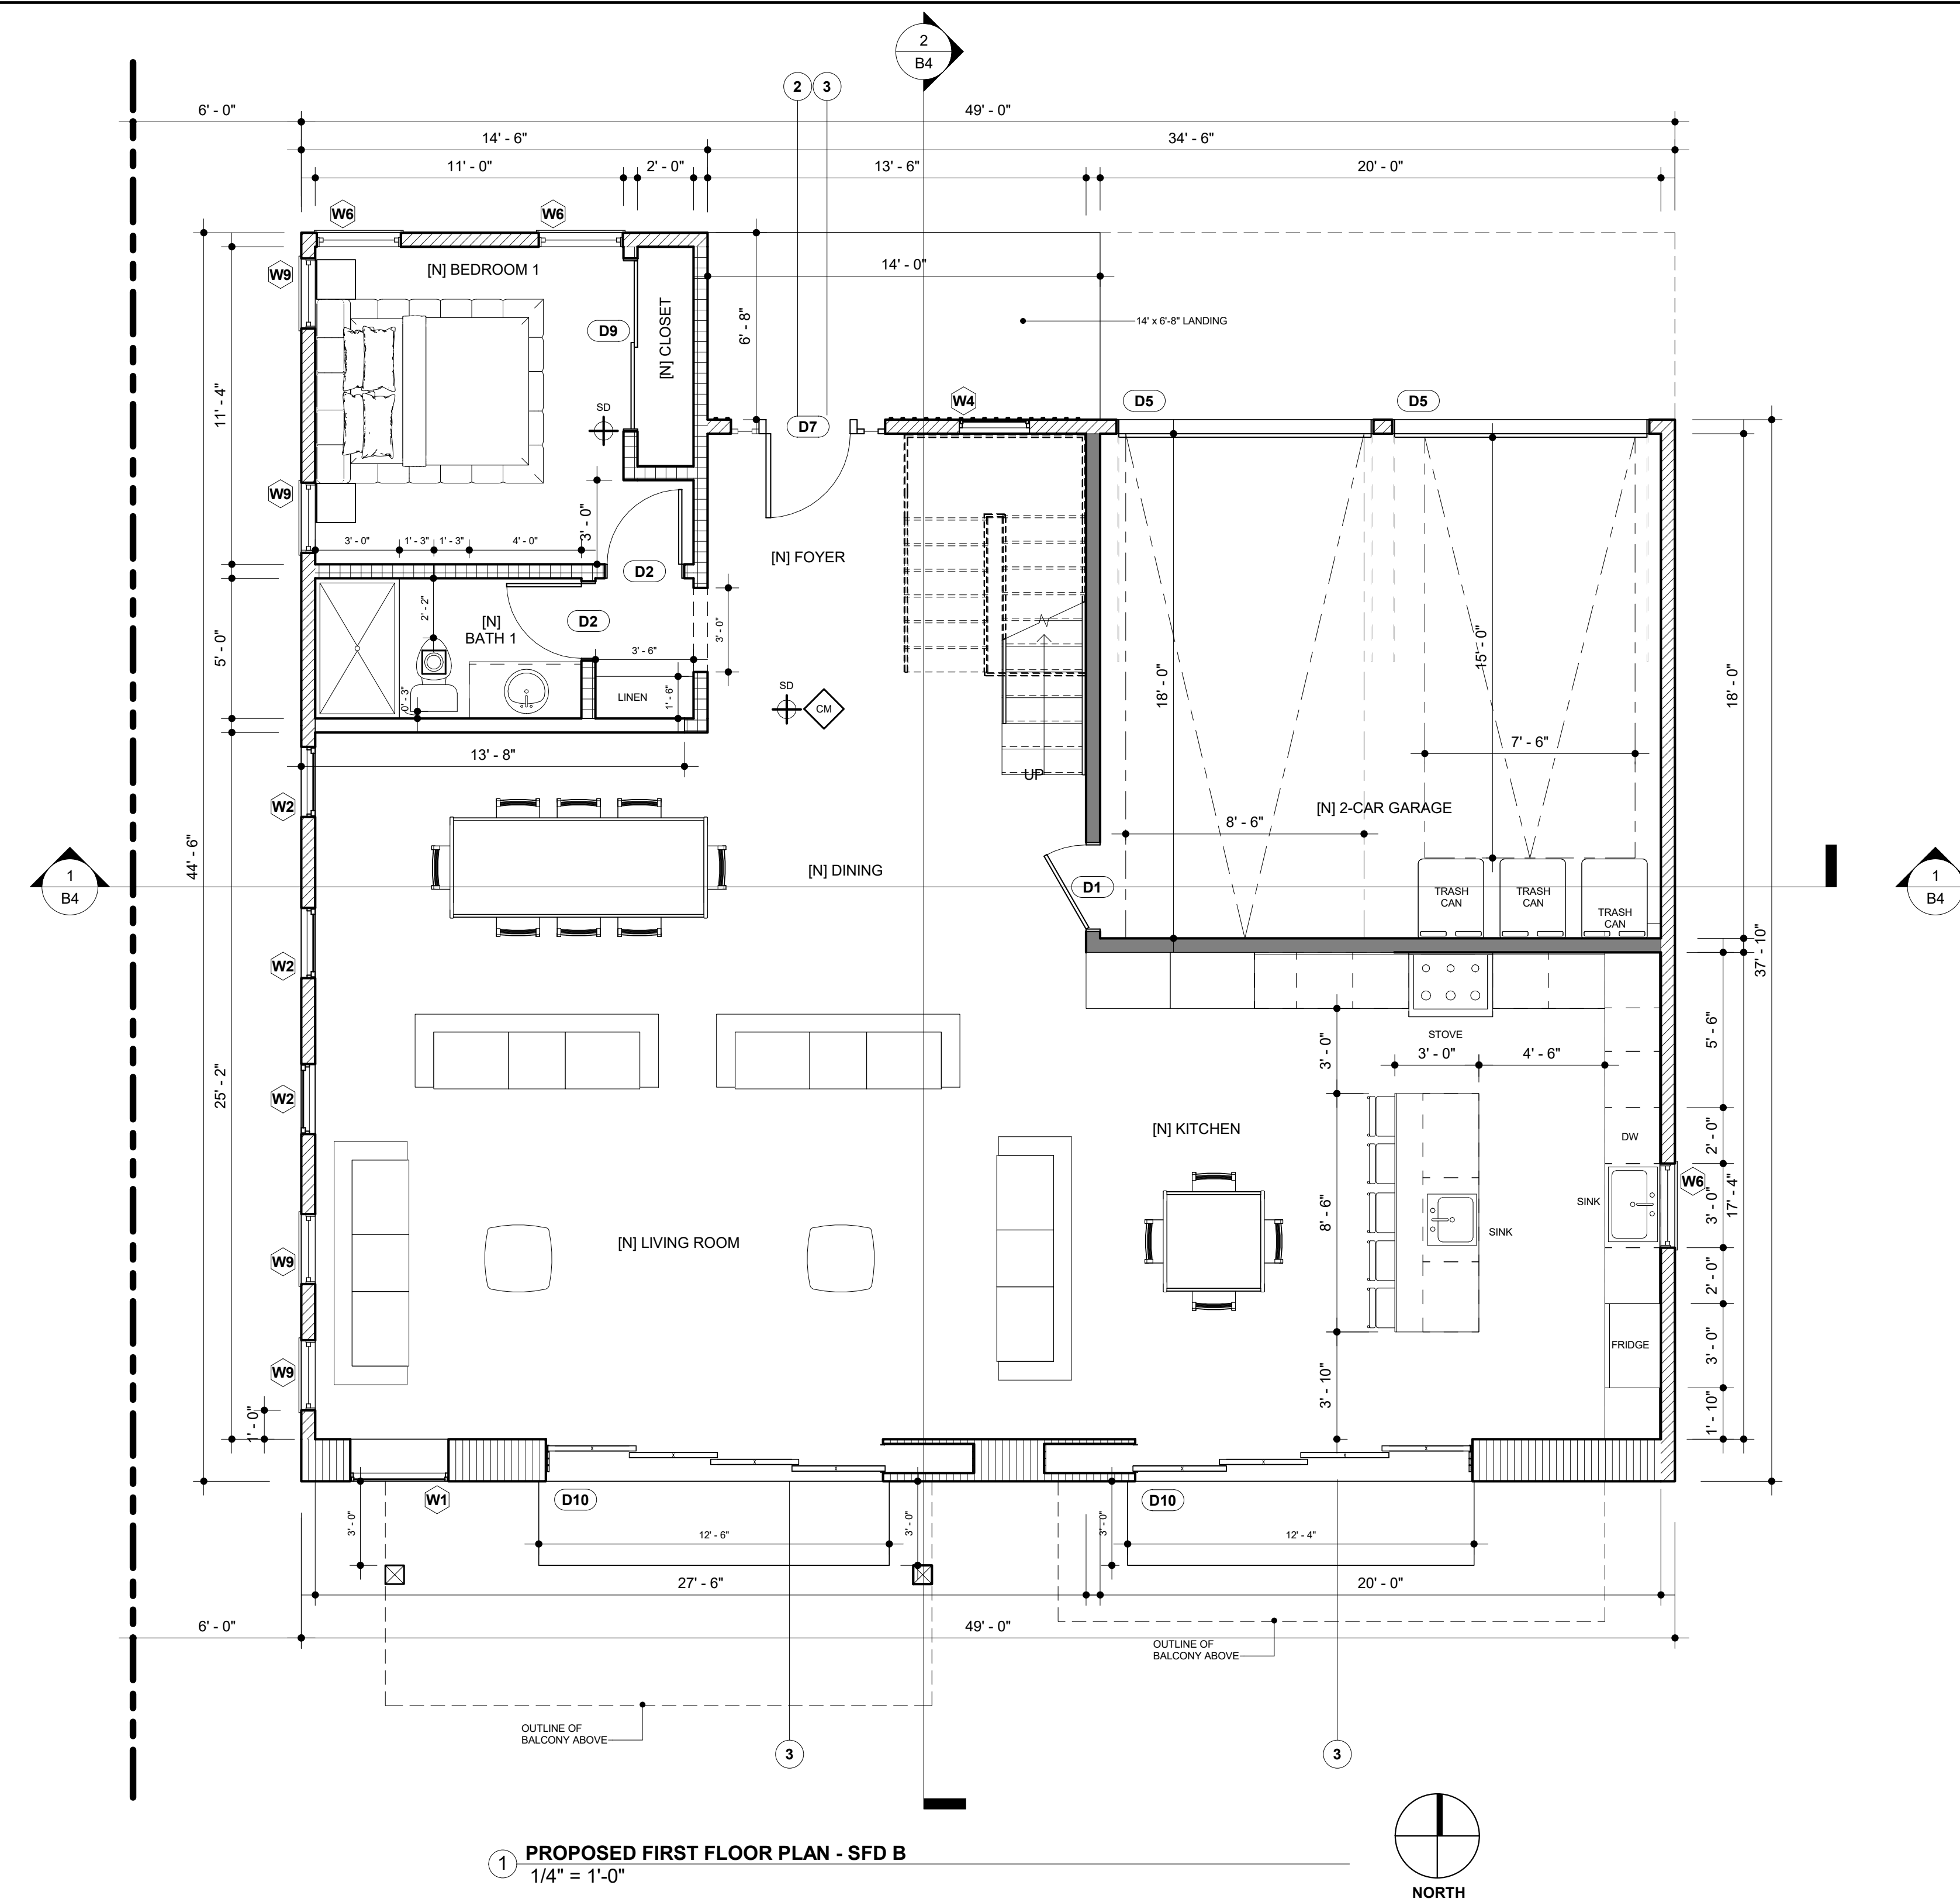 2
B4
2
3
6' - 0"
49' - 0"
14' - 6"
34' - 6"
11' - 0"
2' - 0"
13' - 6"
20' - 0"
W6
W6
W9
[N] BEDROOM 1
14' - 0"
6' - 8"
14' x 6'-8" LANDING
D9
[N] CLOSET
11' - 4"
SD
D7
W4
D5
D5
W9
3' - 0"
1' - 3"
1' - 3"
4' - 0"
3' - 0"
[N] FOYER
D2
2' - 2"
[N]
BATH 1
D2
3' - 0"
5' - 0"
3' - 6"
15' - 0"
18' - 0"
18' - 0"
0' - 3"
LINEN
1' - 6"
SD
CM
13' - 8"
UP
7' - 6"
W2
[N] 2-CAR GARAGE
8' - 6"
44' - 6"
[N] DINING
1
B4
D1
TRASH
CAN
TRASH
CAN
TRASH
CAN
1
B4
37' - 10"
W2
STOVE
3' - 0"
3' - 0"
4' - 6"
5' - 6"
25' - 2"
W2
[N] KITCHEN
DW
2' - 0"
W6
SINK
SINK
3' - 0"
17' - 4"
8' - 6"
[N] LIVING ROOM
W9
2' - 0"
FRIDGE
3' - 0"
W9
3' - 10"
1' - 10"
1' - 0"
W1
D10
D10
3' - 0"
12' - 6"
3' - 0"
3' - 0"
12' - 4"
27' - 6"
20' - 0"
6' - 0"
49' - 0"
OUTLINE OF
BALCONY ABOVE
OUTLINE OF
BALCONY ABOVE
3
3
1
PROPOSED FIRST FLOOR PLAN - SFD B
1/4" = 1'-0"
NORTH